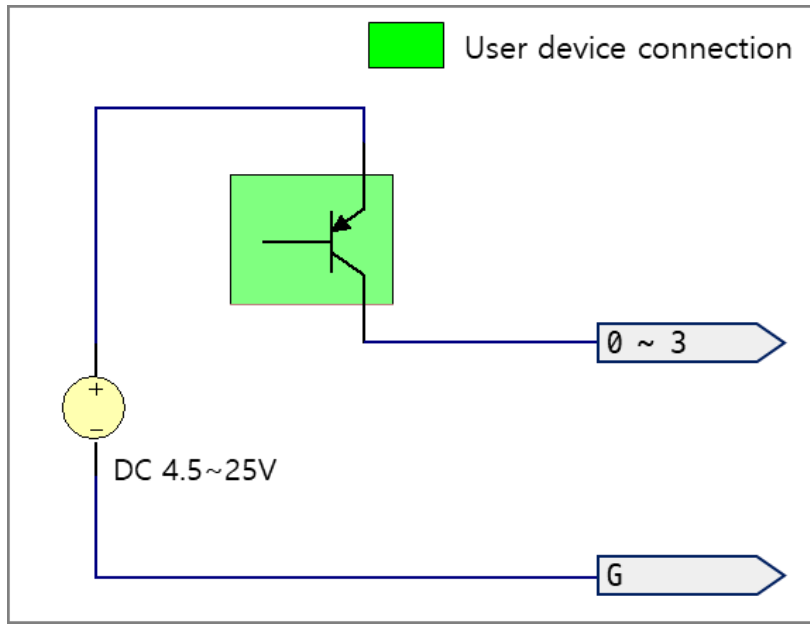 User device connection
+
0 ~ 3
−
DC 4.5~25V
G